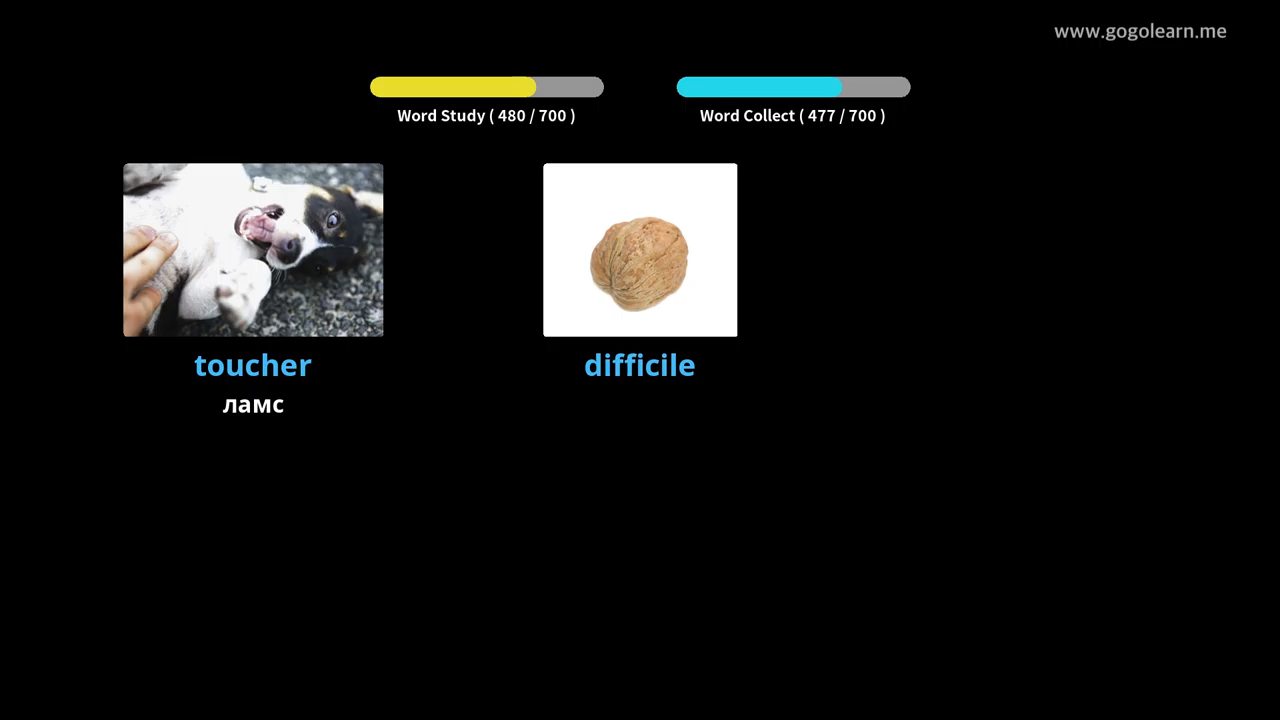 www.gogolearn.me
Word Study ( 480 / 700 )
Word Collect ( 477 / 700 )
toucher
difficile
ламс